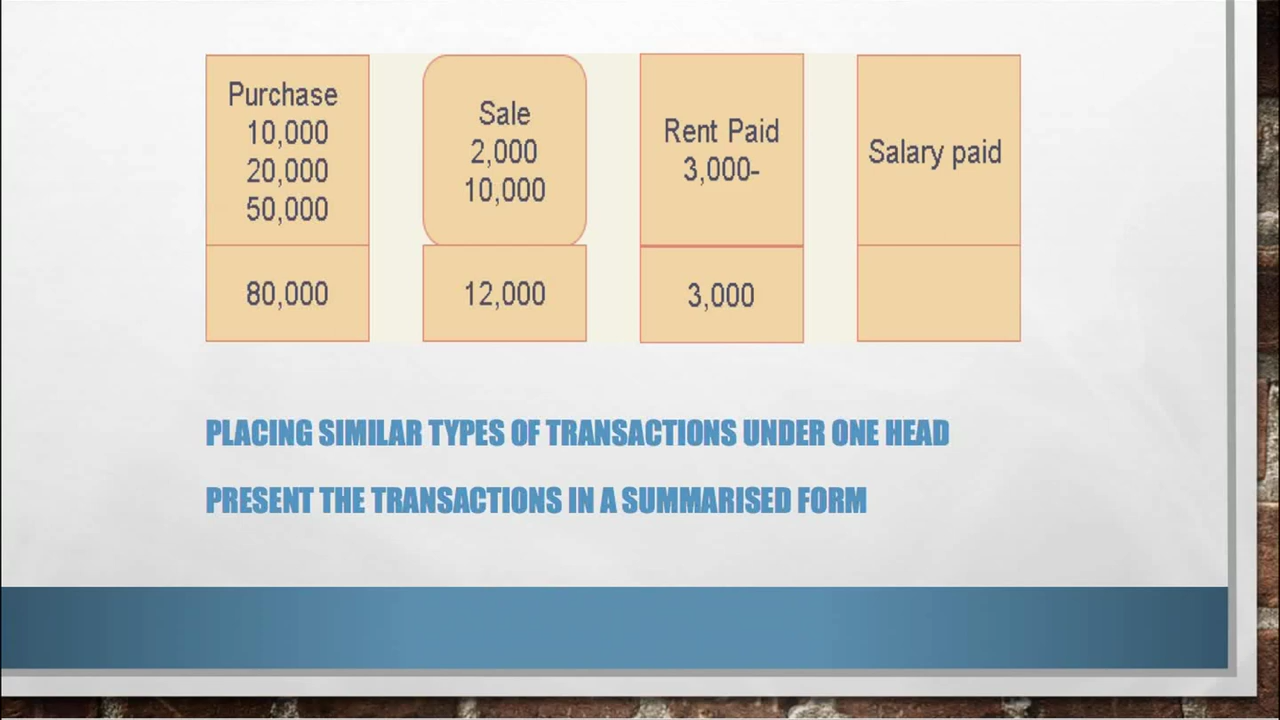 Purchase
10,000
20,000
50,000
80,000
Sale
2,000
10,000
12,000
Rent Paid
3,000-
3,000
Salary paid
PLACING SIMILAR TYPES OF TRANSACTIONS UNDER ONE HEAD
PRESENT THE TRANSACTIONS IN A SUMMARISED FORM